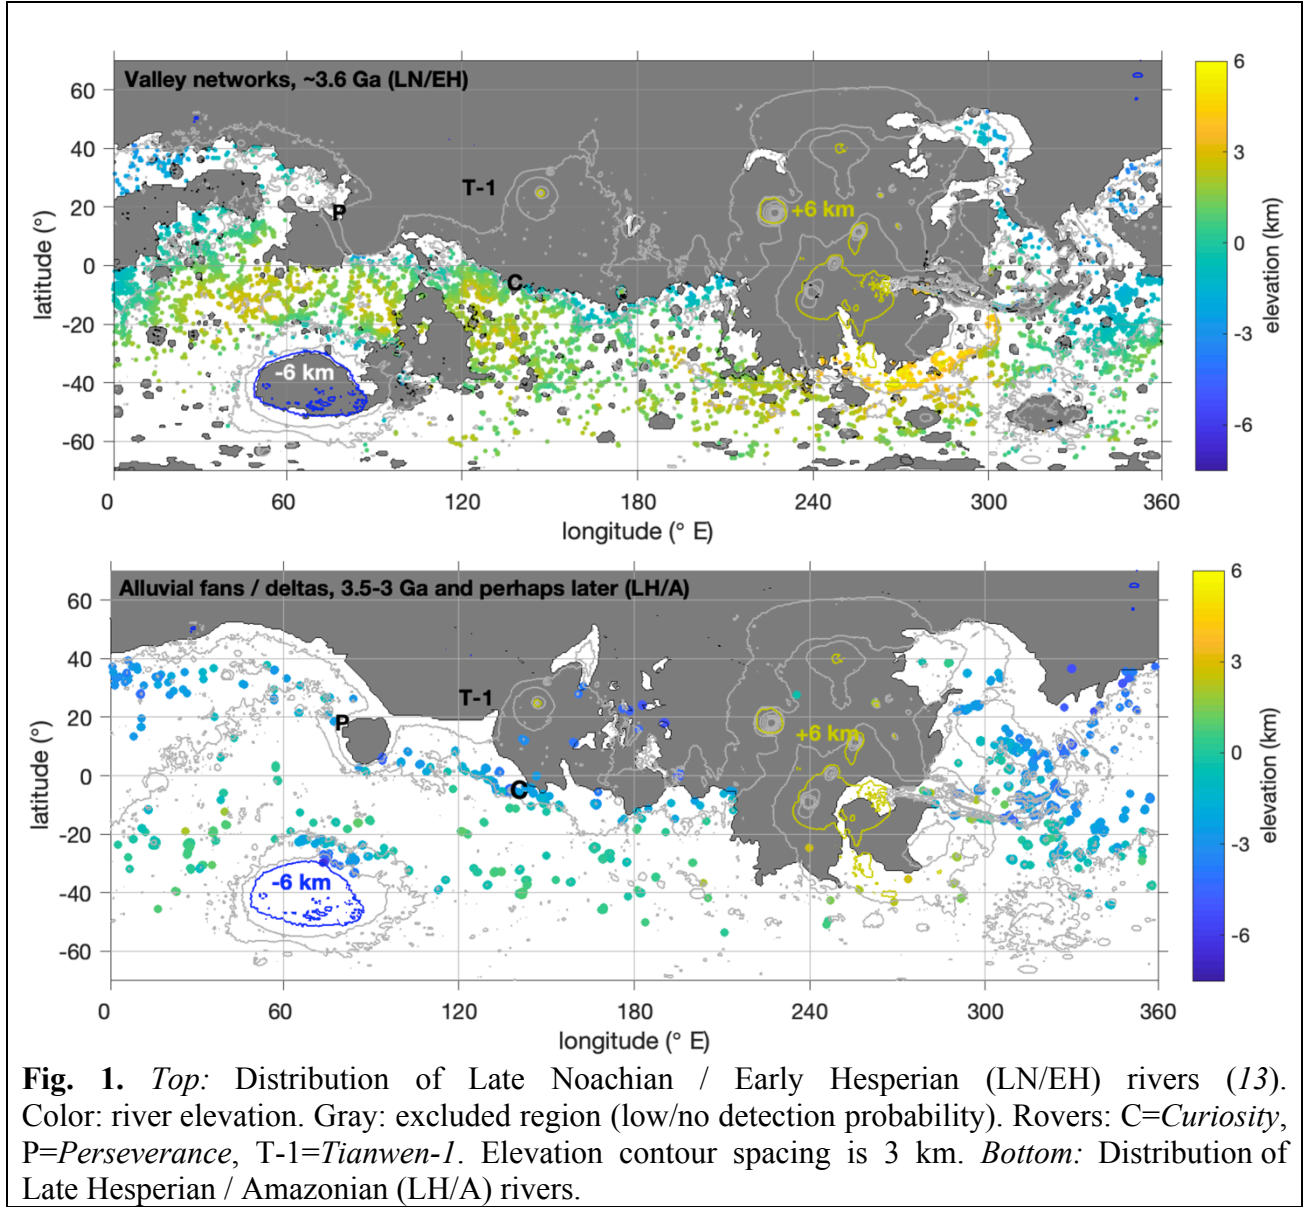 Valley networks, ~3.6 Ga (LN/EH)
60
40
20
0
-20
-40
-60
latitude (°)
T-1
P
C
+6 km
-6 km
0
60
120
180
240
300
360
longitude (° E)
6
3
0
-3
-6
elevation (km)
Alluvial fans / deltas, 3.5-3 Ga and perhaps later (LH/A)
60
40
20
0
-20
-40
-60
latitude (°)
T-1
P
C
+6 km
-6 km
0
60
120
180
240
300
360
longitude (° E)
6
3
0
-3
-6
elevation (km)
Fig. 1. Top: Distribution of Late Noachian / Early Hesperian (LN/EH) rivers (13).
Color: river elevation. Gray: excluded region (low/no detection probability). Rovers: C=Curiosity,
P=Perseverance, T-1=Tianwen-1. Elevation contour spacing is 3 km. Bottom: Distribution of
Late Hesperian / Amazonian (LH/A) rivers.